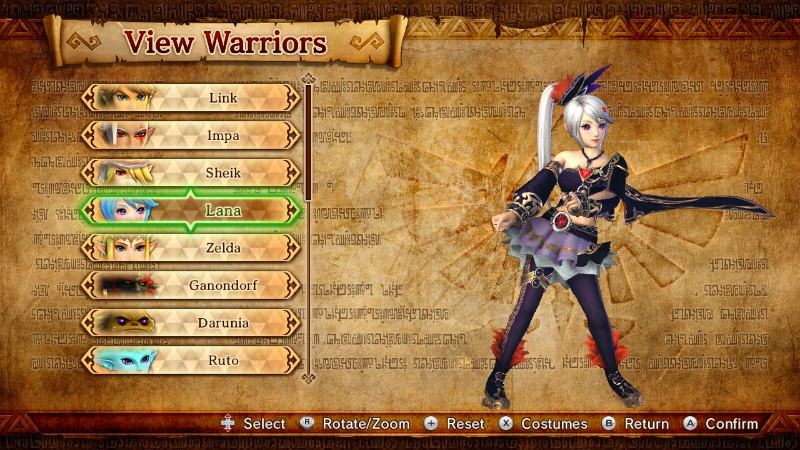 View Warriors
Link
Impa
Sheik
Lana
Zelda
Ganondorf
Darunia
Ruto
Select R Rotate/Zoom + Reset X Costumes B Return A Confirm